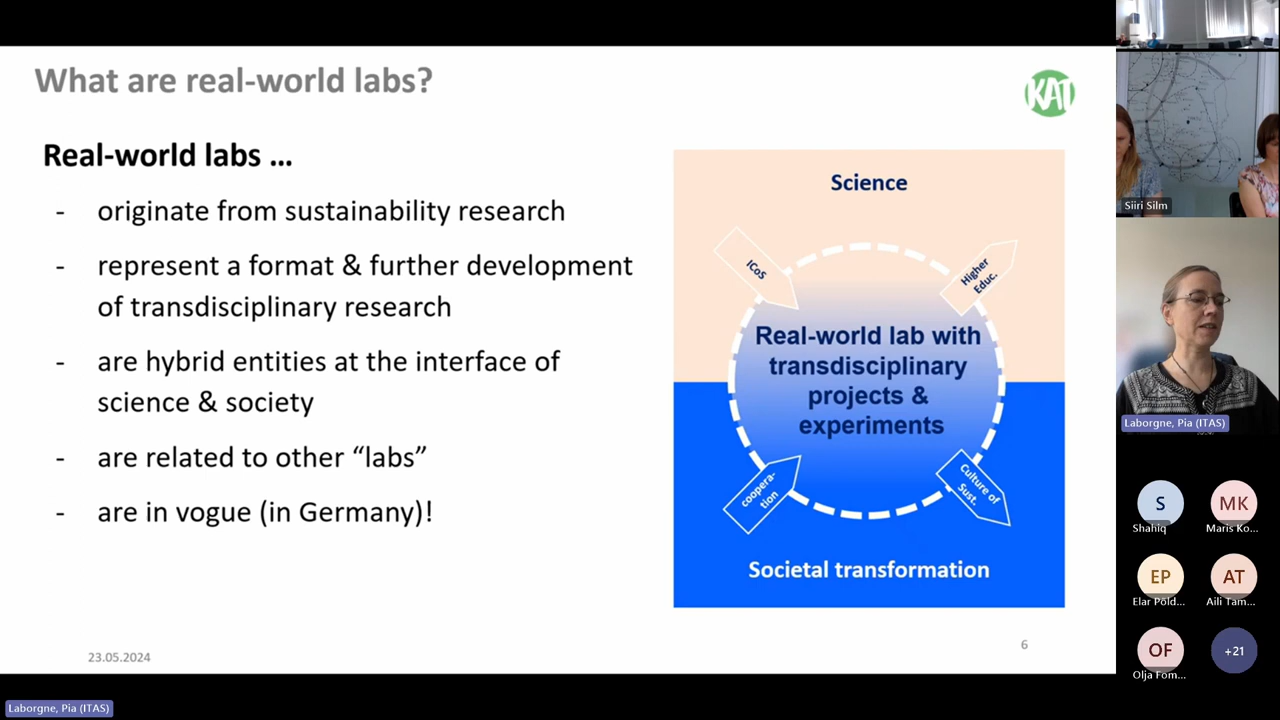 What are real-world labs?
KAT
Real-world labs ...
- originate from sustainability research
- represent a format & further development
of transdisciplinary research
- are hybrid entities at the interface of
science & society
- are related to other “labs”
- are in vogue (in Germany)!
Science
ICoS
Higher
Educ.
Real-world lab with
transdisciplinary
projects &
experiments
coopera-
tion
Culture of
Sust.
Societal transformation
23.05.2024
6
Siiri Silm
Laborgne, Pia (ITAS)
S
Shahiq
MK
Maris Ko...
EP
Elar Põld...
AT
Aili Tam...
OF
Olja Fom...
+21
Laborgne, Pia (ITAS)